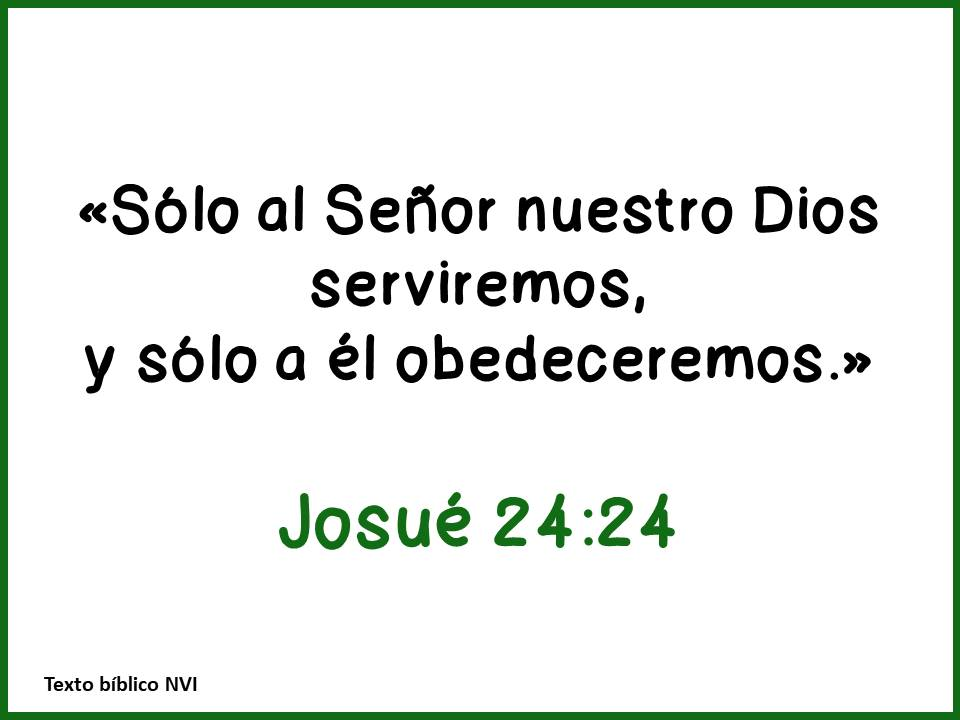 «Sólo al Señor nuestro Dios
serviremos,
y sólo a él obedeceremos.»
Josué 24:24
Texto bíblico NVI